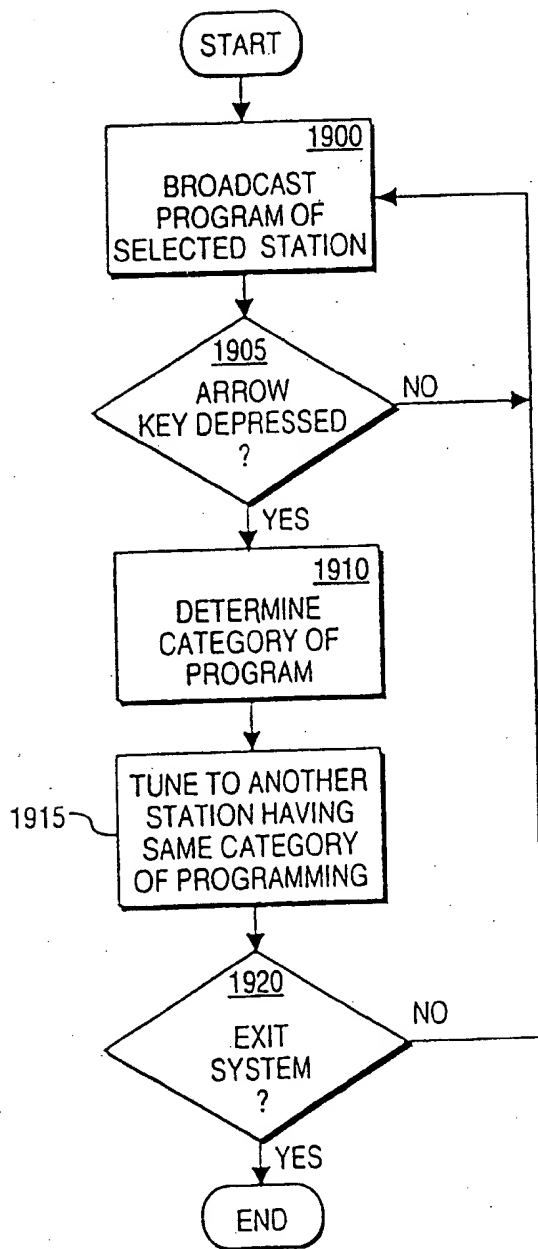 START
1900
BROADCAST
PROGRAM OF
SELECTED STATION
1905
ARROW
KEY DEPRESSED
?
NO
YES
1910
DETERMINE
CATEGORY OF
PROGRAM
1915
TUNE TO ANOTHER
STATION HAVING
SAME CATEGORY
OF PROGRAMMING
1920
EXIT
SYSTEM
?
NO
YES
END